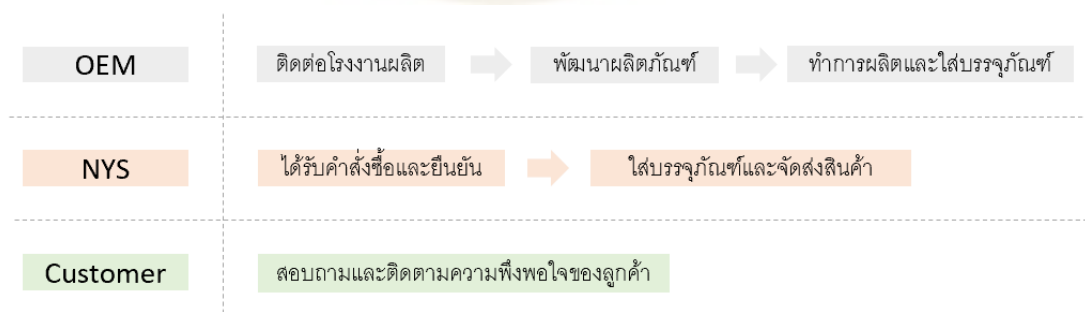 OEM ติดต่อโรงงานผลิต พัฒนาผลิตภัณฑ์ ทำการผลิตและใส่บรรจุภัณฑ์
NYS ได้รับคำสั่งซื้อและยืนยัน ใส่บรรจุภัณฑ์และจัดส่งสินค้า
Customer สอบถามและติดตามความพึงพอใจของลูกค้า